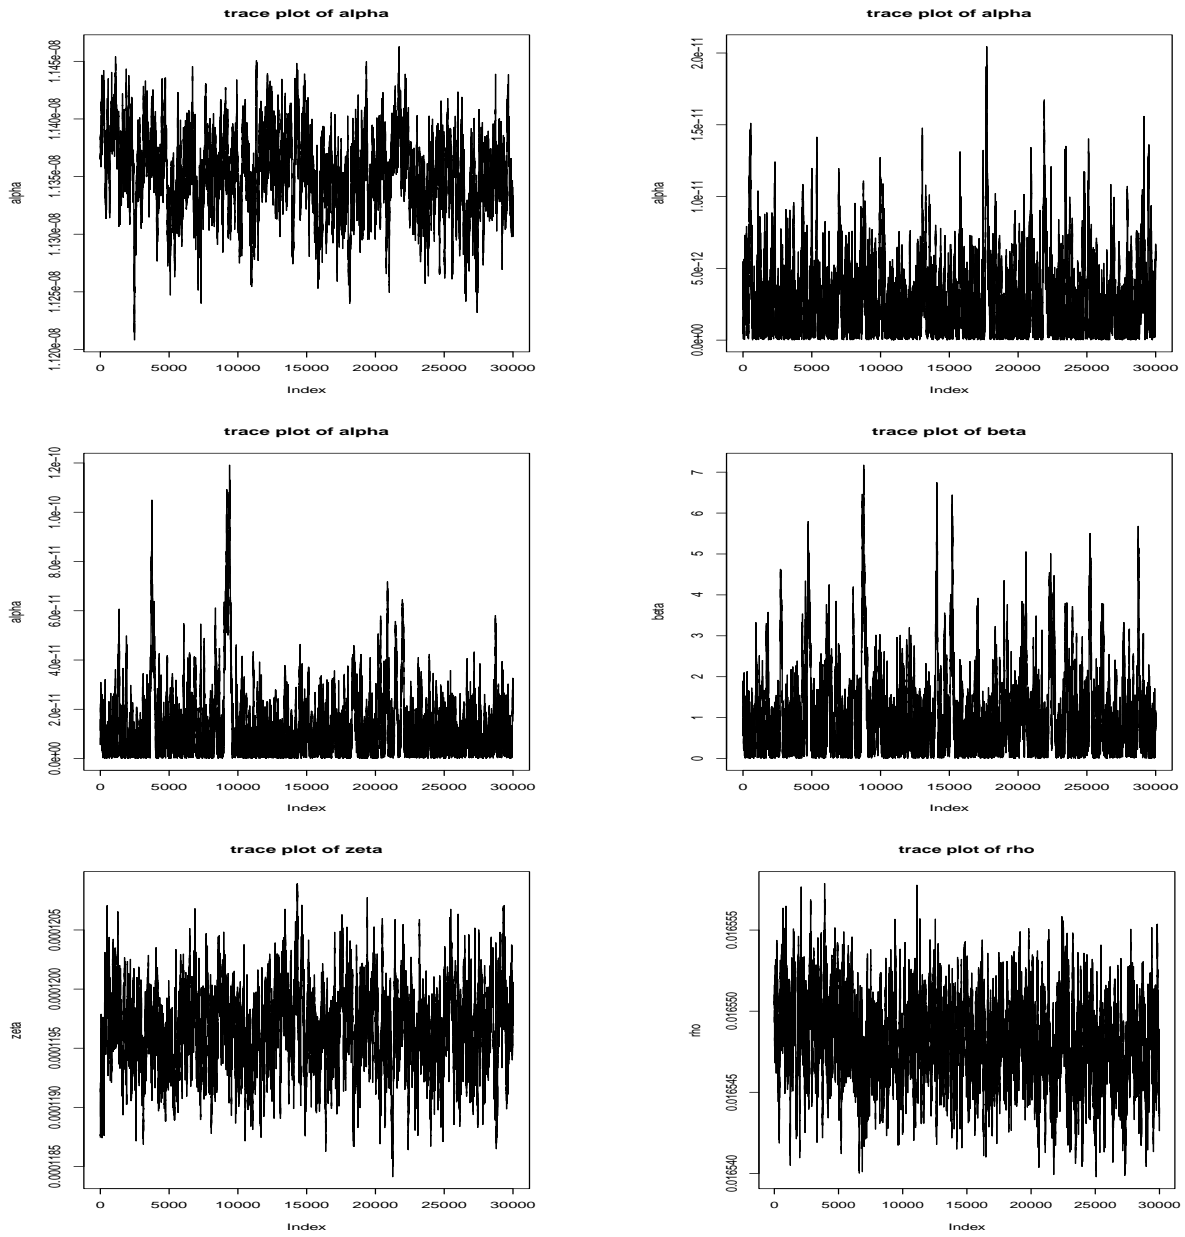 trace plot of alpha
alpha
1.120e-08 1.125e-08 1.130e-08 1.135e-08 1.140e-08 1.145e-08
0 5000 10000 15000 20000 25000 30000
Index
trace plot of alpha
alpha
0.0e+00 5.0e-12 1.0e-11 1.5e-11 2.0e-11
0 5000 10000 15000 20000 25000 30000
Index
trace plot of alpha
alpha
0.0e+00 2.0e-11 4.0e-11 6.0e-11 8.0e-11 1.0e-10 1.2e-10
0 5000 10000 15000 20000 25000 30000
Index
trace plot of beta
beta
0 1 2 3 4 5 6 7
0 5000 10000 15000 20000 25000 30000
Index
trace plot of zeta
zeta
0.0001185 0.0001190 0.0001195 0.0001200 0.0001205
0 5000 10000 15000 20000 25000 30000
Index
trace plot of rho
rho
0.016540 0.016545 0.016550 0.016555
0 5000 10000 15000 20000 25000 30000
Index